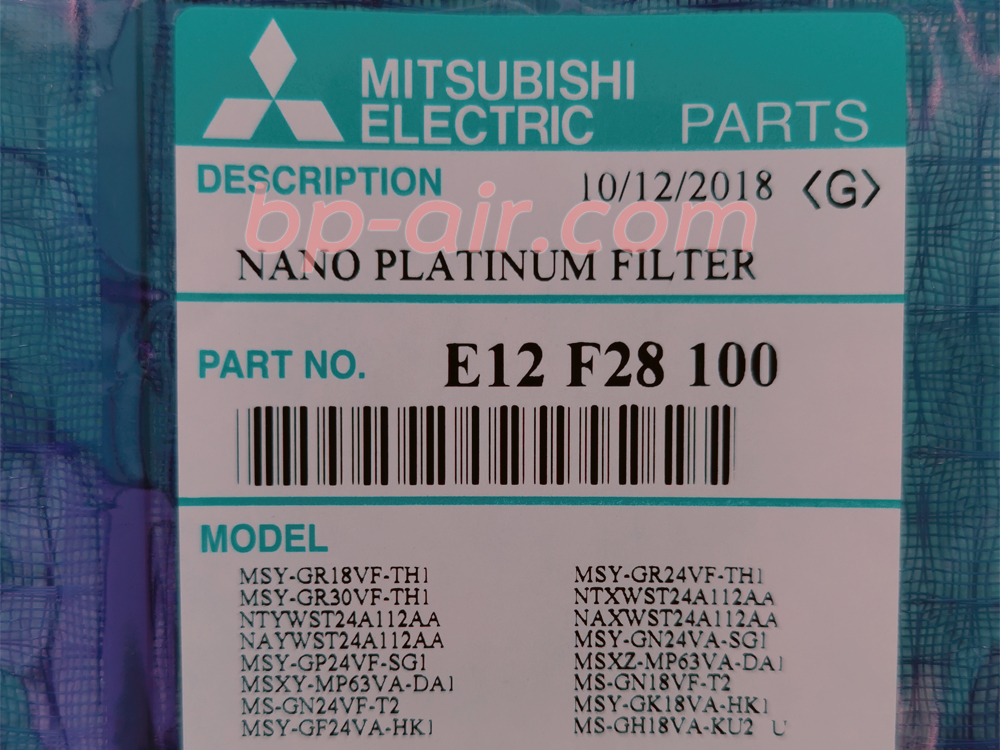 MITSUBISHI
ELECTRIC
PARTS
DESCRIPTION
10/12/2018 <G>
bp-air.com
NANO PLATINUM FILTER
PART NO. E12 F28 100
MODEL
MSY-GR18VF-TH1 MSY-GR24VF-TH1
MSY-GR30VF-TH1 NTXWST24A112AA
NTYWST24A112AA NAXWST24A112AA
NAYWST24A112AA MSY-GN24VA-SG1
MSY-GP24VF-SG1 MSXZ-MP63VA-DA1
MSXY-MP63VA-DA1 MS-GN18VF-T2
MS-GN24VF-T2 MSY-GK18VA-HK1
MSY-GF24VA-HK1 MS-GH18VA-KU2 U